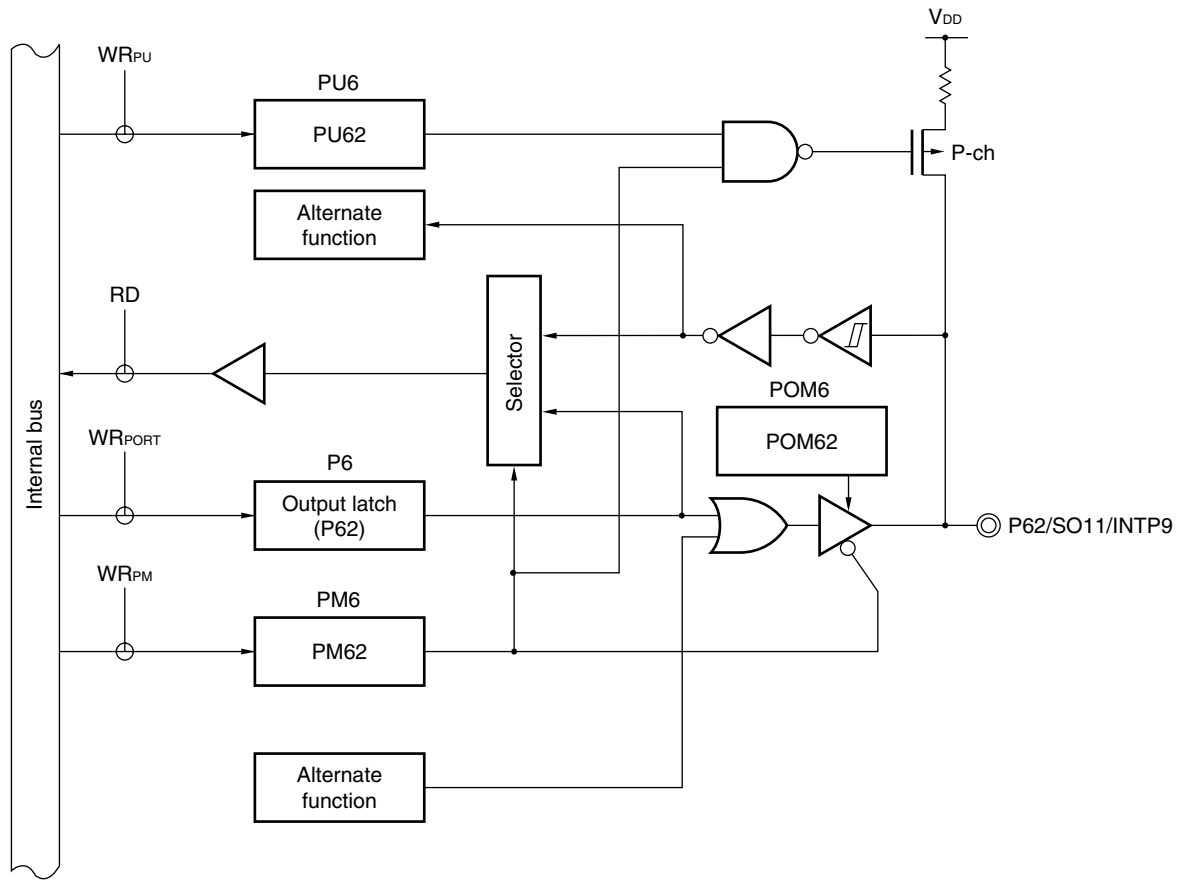 VDD
WRPU
PU6
PU62
P-ch
Alternate
function
RD
Selector
Internal bus
POM6
POM62
WRPORT
P6
Output latch
(P62)
P62/SO11/INTP9
WRPM
PM6
PM62
Alternate
function